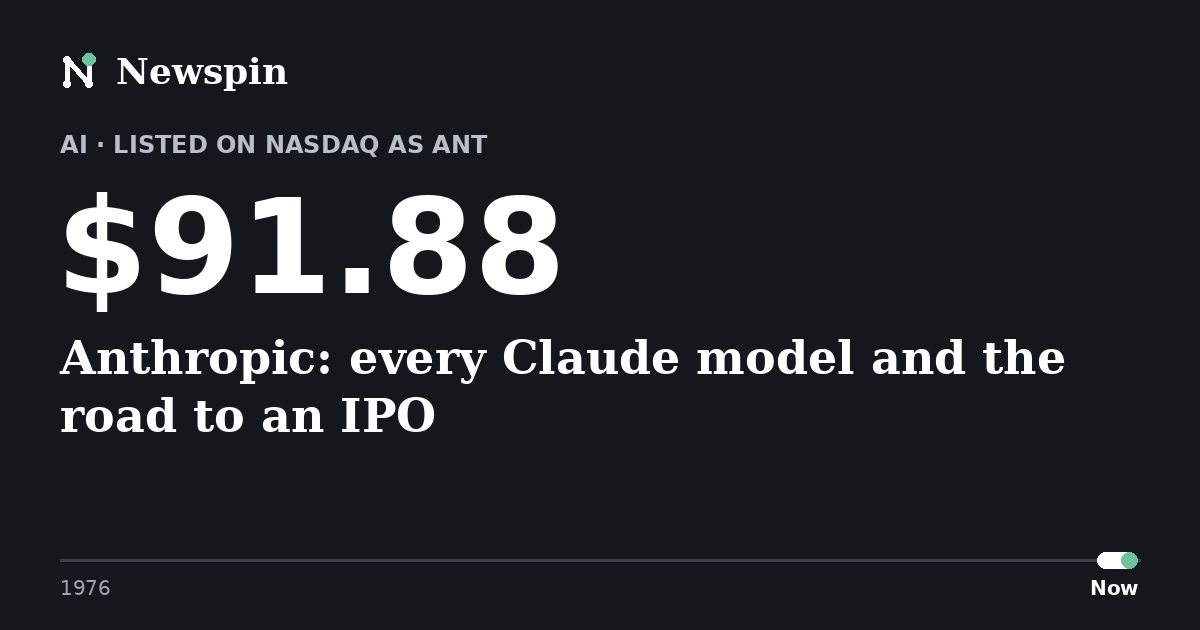 Newspin
AI · LISTED ON NASDAQ AS ANT
$91.88
Anthropic: every Claude model and the
road to an IPO
1976
Now